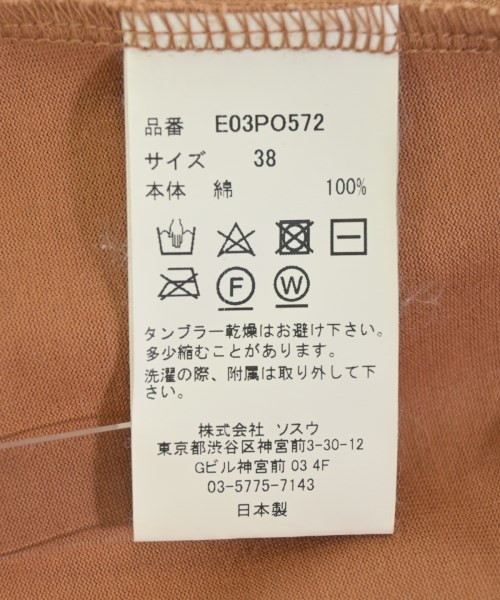 品番 E03PO572
サイズ 38
本体 綿 100%
F W
タンブラー乾燥はお避け下さい。
多少縮むことがあります。
洗濯の際、附属は取り外して下
さい。
株式会社 ソスウ
東京都渋谷区神宮前3-30-12
Gビル神宮前 03 4F
03-5775-7143
日本製